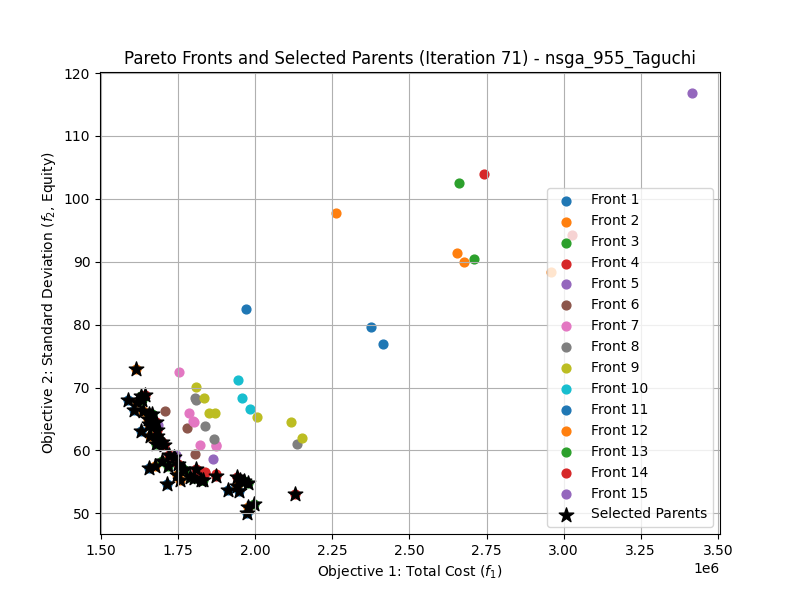 Pareto Fronts and Selected Parents (Iteration 71) - nsga_955_Taguchi
Objective 2: Standard Deviation (f₂, Equity)
120
110
100
90
80
70
60
50
Front 1
Front 2
Front 3
Front 4
Front 5
Front 6
Front 7
Front 8
Front 9
Front 10
Front 11
Front 12
Front 13
Front 14
Front 15
Selected Parents
1.50 1.75 2.00 2.25 2.50 2.75 3.00 3.25 3.50
1e6
Objective 1: Total Cost (f₁)